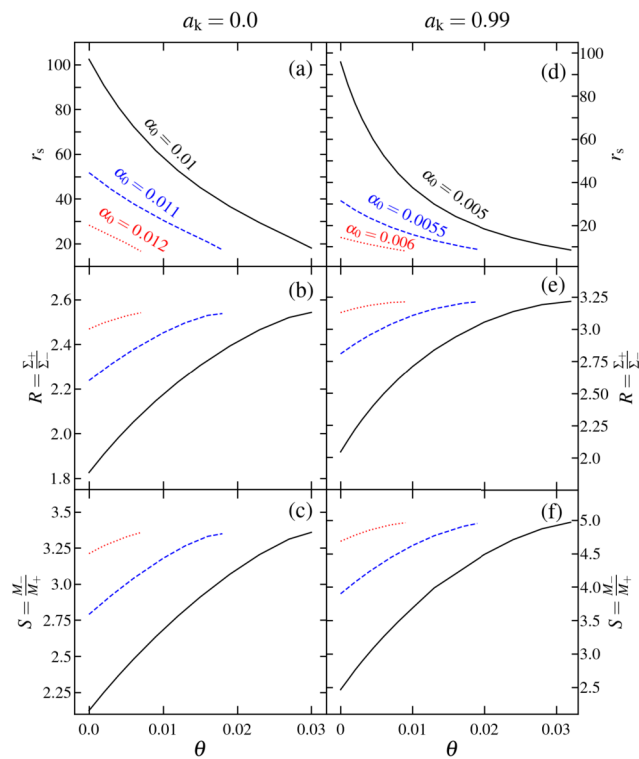 a_k = 0.0
a_k = 0.99
(a)
(d)
100
80
60
40
20
r_s
α_0 = 0.01
α_0 = 0.011
α_0 = 0.012
α_0 = 0.005
α_0 = 0.0055
α_0 = 0.006
100
80
60
40
20
r_s
(b)
(e)
2.6
2.4
2.2
2.0
1.8
R = Σ_+/Σ_-
3.25
3.00
2.75
2.50
2.25
2.0
R = Σ_+/Σ_-
(c)
(f)
3.5
3.25
3.0
2.75
2.5
2.25
S = M_-/M_+
5.0
4.5
4.0
3.5
3.0
2.5
S = M_-/M_+
0.0 0.01 0.02 0.03
0 0.01 0.02 0.03
θ
θ